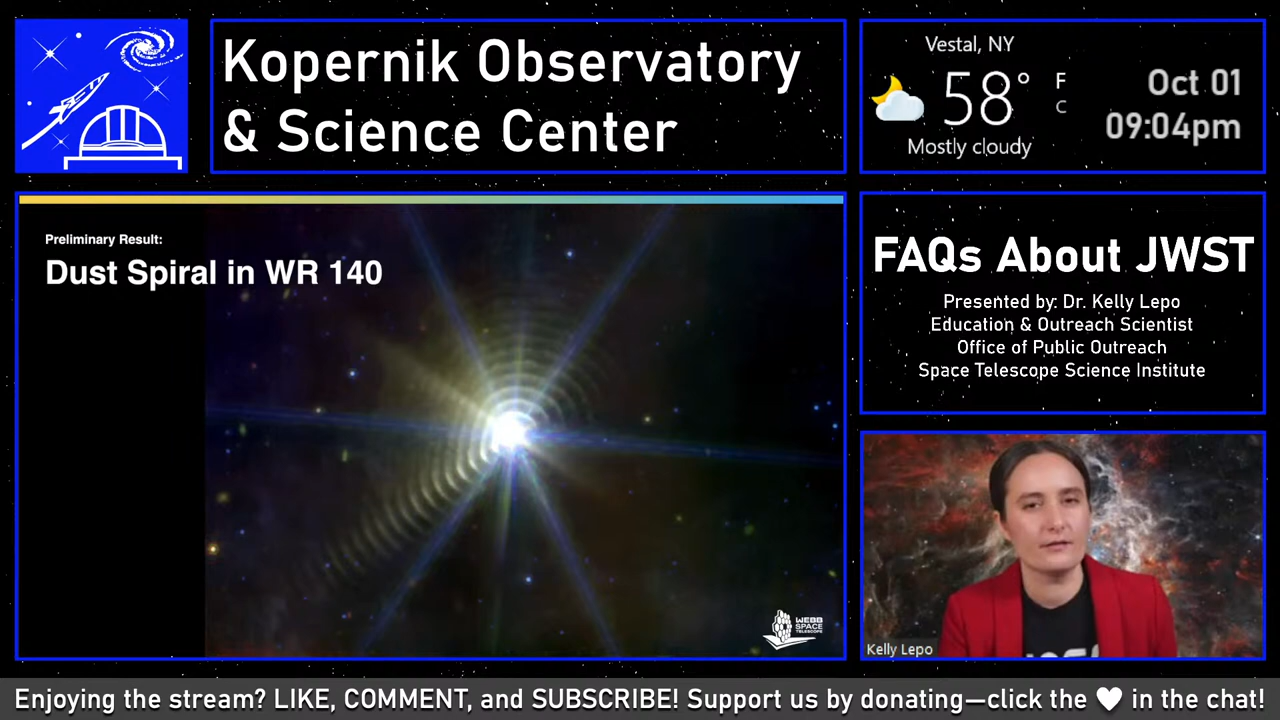 Kopernik Observatory
& Science Center
Vestal, NY
58° F
C
Mostly cloudy
Oct 01
09:04pm
Preliminary Result:
Dust Spiral in WR 140
WEBB
SPACE
TELESCOPE
FAQs About JWST
Presented by: Dr. Kelly Lepo
Education & Outreach Scientist
Office of Public Outreach
Space Telescope Science Institute
Kelly Lepo
Enjoying the stream? LIKE, COMMENT, and SUBSCRIBE! Support us by donating—click the ♥ in the chat!